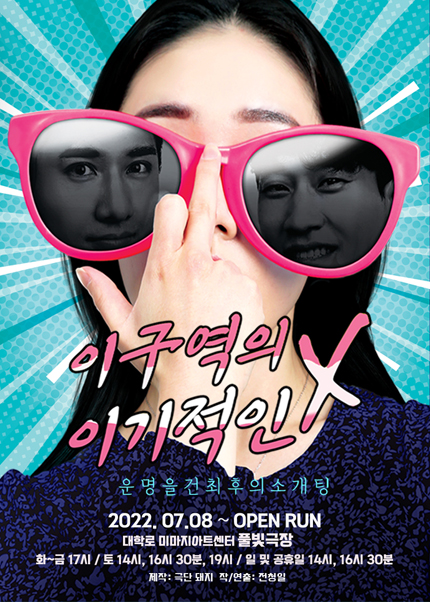 이구역의
이기적인X
운명을건최후의소개팅
2022. 07.08 ~ OPEN RUN
대학로 미마지아트센터 풀빛극장
화~금 17시 / 토 14시, 16시 30분, 19시 / 일 및 공휴일 14시, 16시 30분
제작: 극단 돼지 작/연출: 전청일